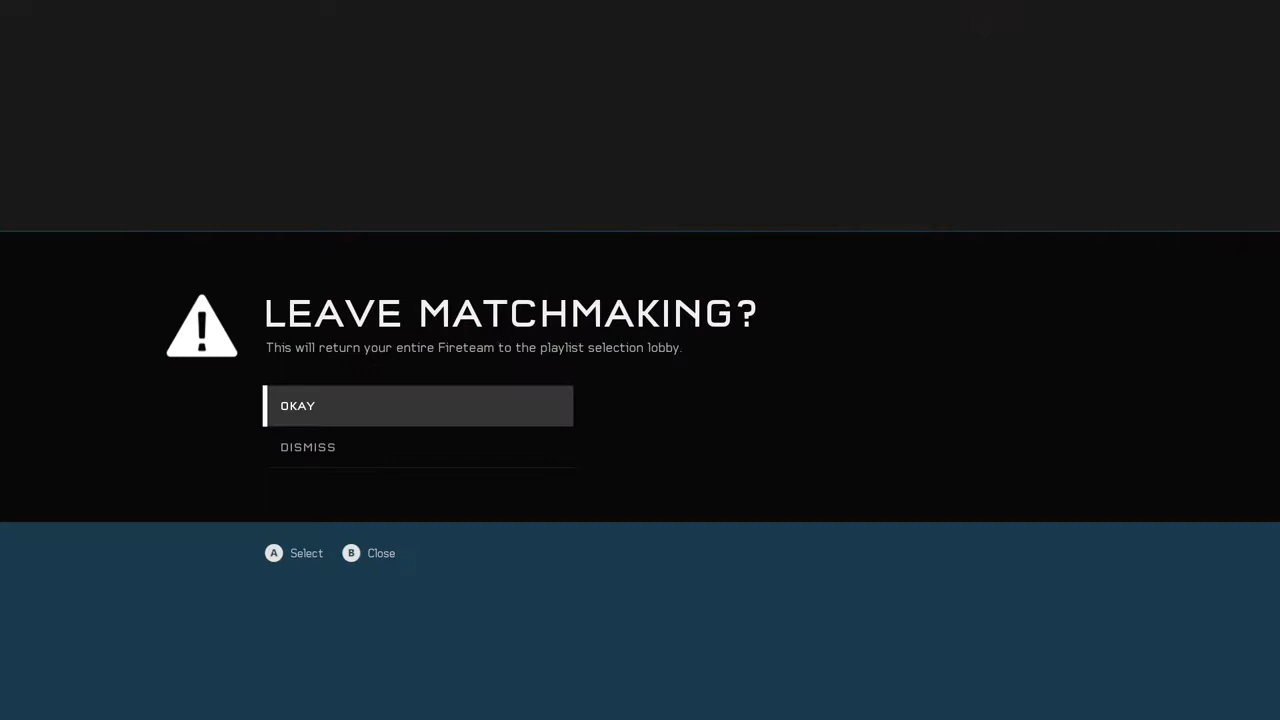 LEAVE MATCHMAKING?
This will return your entire Fireteam to the playlist selection lobby.
OKAY
DISMISS
A Select B Close